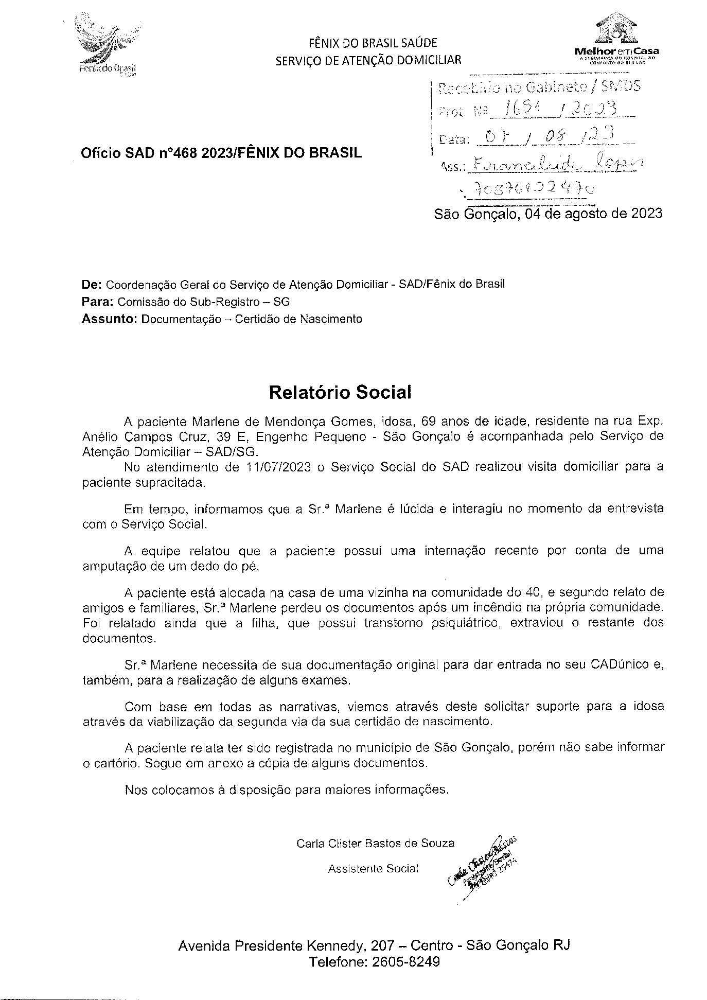 Fênix do Brasil
FÊNIX DO BRASIL SAÚDE
SERVIÇO DE ATENÇÃO DOMICILIAR
Melhor em Casa
A SEGURANÇA DO HOSPITAL NO
CONFORTO DO SEU LAR
Recebido no Gabinete / SMDS
Prot. Nº /2023
Data: 07 / 08 /23
Ass.: Francileide Lopes
Ofício SAD nº468 2023/FÊNIX DO BRASIL
São Gonçalo, 04 de agosto de 2023
De: Coordenação Geral do Serviço de Atenção Domiciliar - SAD/Fênix do Brasil
Para: Comissão do Sub-Registro – SG
Assunto: Documentação – Certidão de Nascimento
Relatório Social
A paciente Marlene de Mendonça Gomes, idosa, 69 anos de idade, residente na rua Exp.
Anélio Campos Cruz, 39 E, Engenho Pequeno - São Gonçalo é acompanhada pelo Serviço de
Atenção Domiciliar – SAD/SG.
No atendimento de 11/07/2023 o Serviço Social do SAD realizou visita domiciliar para a
paciente supracitada.
Em tempo, informamos que a Sr.ª Marlene é lúcida e interagiu no momento da entrevista
com o Serviço Social.
A equipe relatou que a paciente possui uma internação recente por conta de uma
amputação de um dedo do pé.
A paciente está alocada na casa de uma vizinha na comunidade do 40, e segundo relato de
amigos e familiares, Sr.ª Marlene perdeu os documentos após um incêndio na própria comunidade.
Foi relatado ainda que a filha, que possui transtorno psiquiátrico, extraviou o restante dos
documentos.
Sr.ª Marlene necessita de sua documentação original para dar entrada no seu CADúnico e,
também, para a realização de alguns exames.
Com base em todas as narrativas, viemos através deste solicitar suporte para a idosa
através da viabilização da segunda via da sua certidão de nascimento.
A paciente relata ter sido registrada no município de São Gonçalo, porém não sabe informar
o cartório. Segue em anexo a cópia de alguns documentos.
Nos colocamos à disposição para maiores informações.
Carla Clister Bastos de Souza
Assistente Social
Avenida Presidente Kennedy, 207 – Centro - São Gonçalo RJ
Telefone: 2605-8249